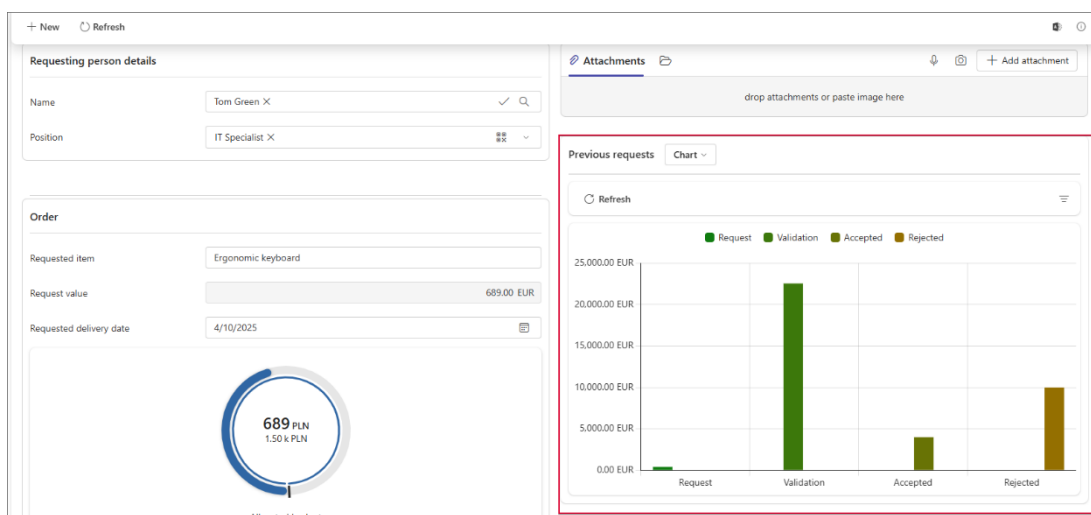 New
Refresh
Requesting person details
Name
Tom Green
Position
IT Specialist
Order
Requested item
Ergonomic keyboard
Request value
689.00 EUR
Requested delivery date
4/10/2025
689 PLN
1.50 k PLN
Attachments
Add attachment
drop attachments or paste image here
Previous requests
Chart
Refresh
Request Validation Accepted Rejected
25,000.00 EUR
20,000.00 EUR
15,000.00 EUR
10,000.00 EUR
5,000.00 EUR
0.00 EUR
Request Validation Accepted Rejected